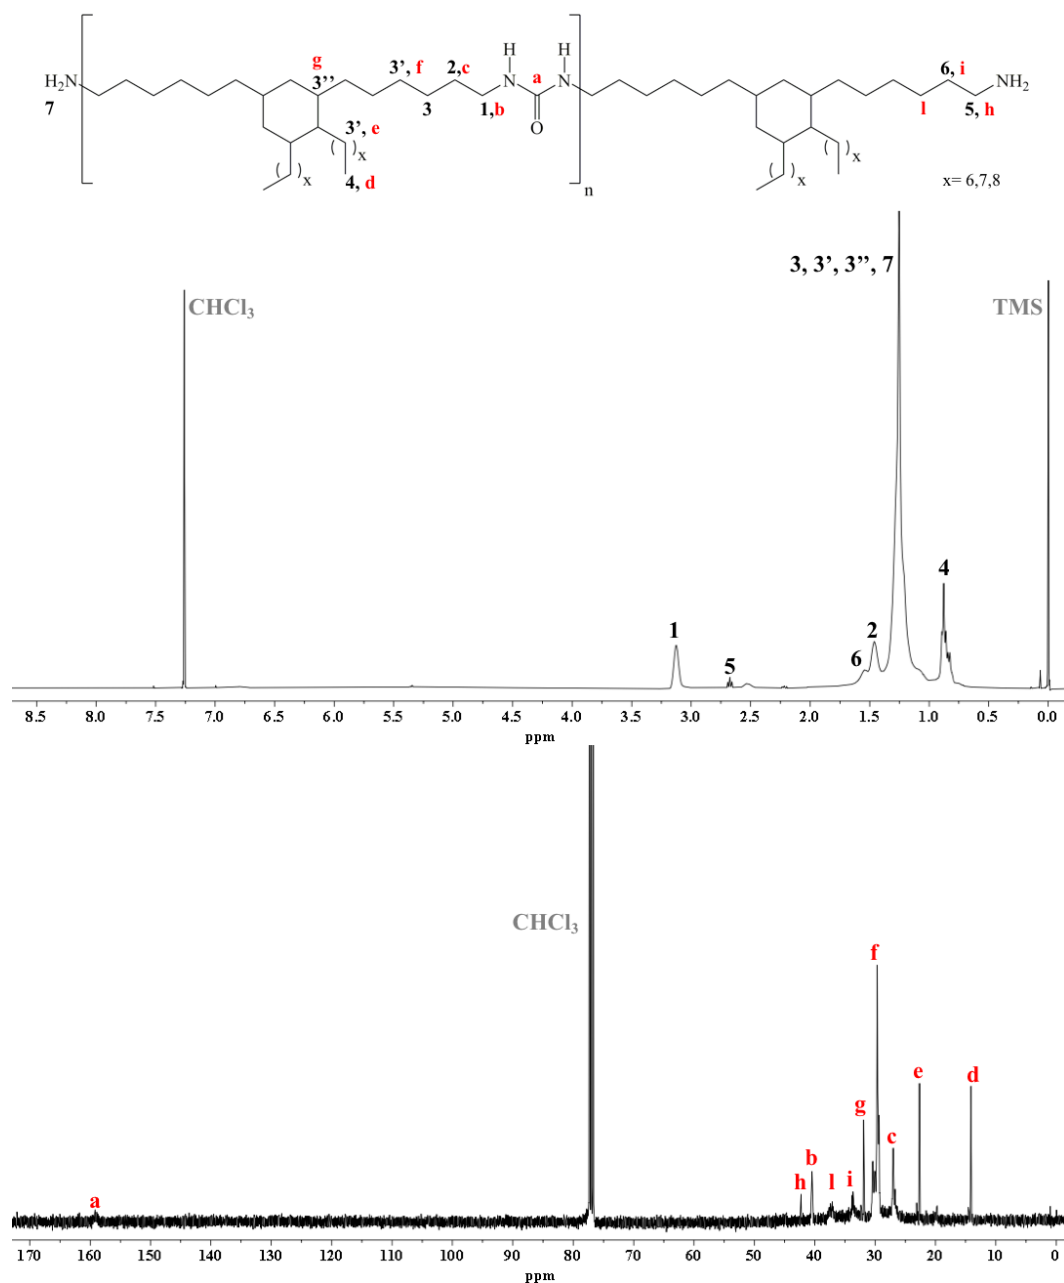 H
H
g
3', f
2,c
a
6, i
H₂N
N
N
NH₂
3''
7
3
1,b
l
5, h
3', e
O
( )x
( )x
( )x
( )x
4, d
n
x= 6,7,8
3, 3', 3'', 7
CHCl₃
TMS
4
1
2
6
5
8.5 8.0 7.5 7.0 6.5 6.0 5.5 5.0 4.5 4.0 3.5 3.0 2.5 2.0 1.5 1.0 0.5 0.0
ppm
CHCl₃
f
e
d
g
c
b
i
h
l
a
170 160 150 140 130 120 110 100 90 80 70 60 50 40 30 20 10 0
ppm